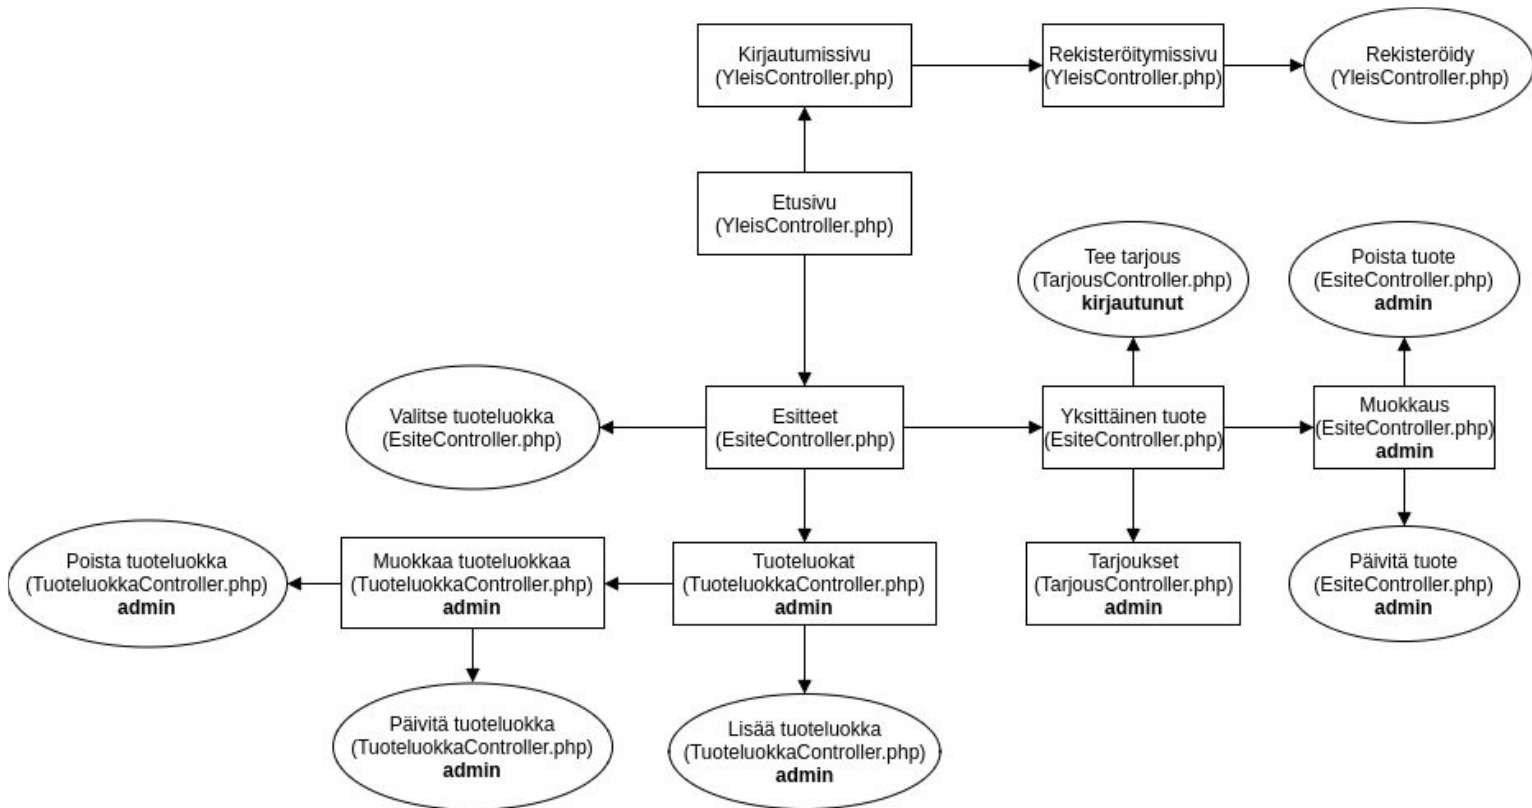 Kirjautumissivu
(YleisController.php)
Rekisteröitymissivu
(YleisController.php)
Rekisteröidy
(YleisController.php)
Etusivu
(YleisController.php)
Tee tarjous
(TarjousController.php)
kirjautunut
Poista tuote
(EsiteController.php)
admin
Valitse tuoteluokka
(EsiteController.php)
Esitteet
(EsiteController.php)
Yksittäinen tuote
(EsiteController.php)
Muokkaus
(EsiteController.php)
admin
Poista tuoteluokka
(TuoteluokkaController.php)
admin
Muokkaa tuoteluokkaa
(TuoteluokkaController.php)
admin
Tuoteluokat
(TuoteluokkaController.php)
admin
Tarjoukset
(TarjousController.php)
admin
Päivitä tuote
(EsiteController.php)
admin
Päivitä tuoteluokka
(TuoteluokkaController.php)
admin
Lisää tuoteluokka
(TuoteluokkaController.php)
admin